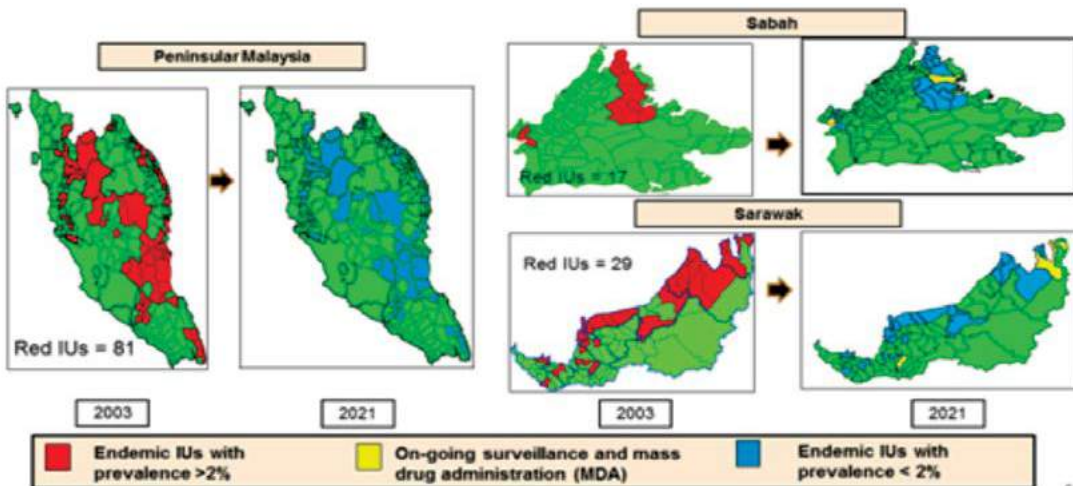 Sabah
Peninsular Malaysia
Red IUs = 17
Sarawak
Red IUs = 29
Red IUs = 81
2003
2021
2003
2021
Endemic IUs with
prevalence >2%
On-going surveillance and mass
drug administration (MDA)
Endemic IUs with
prevalence < 2%